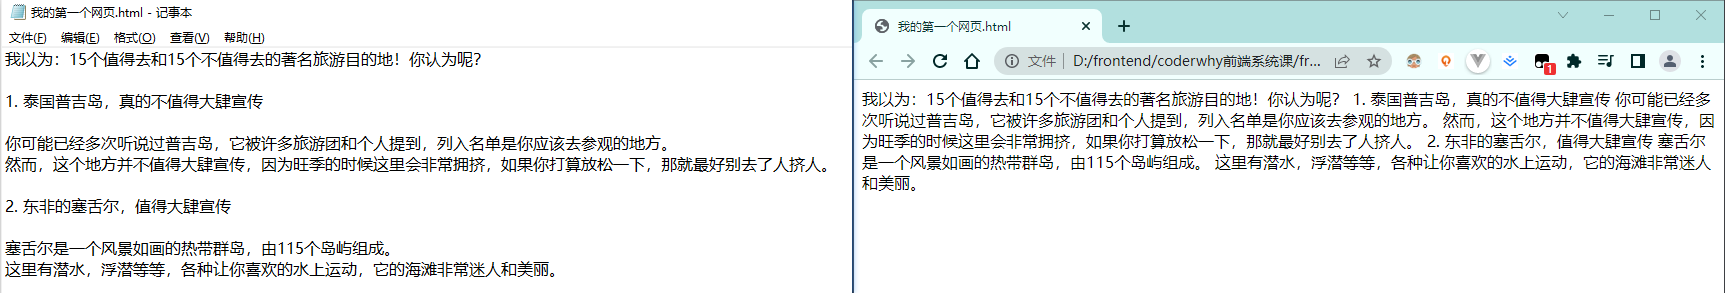 我的第一个网页.html - 记事本
文件(F) 编辑(E) 格式(O) 查看(V) 帮助(H)
我以为：15个值得去和15个不值得去的著名旅游目的地！你认为呢？
1. 泰国普吉岛，真的不值得大肆宣传
你可能已经多次听说过普吉岛，它被许多旅游团和个人提到，列入名单是你应该去参观的地方。
然而，这个地方并不值得大肆宣传，因为旺季的时候这里会非常拥挤，如果你打算放松一下，那就最好别去了人挤人。
2. 东非的塞舌尔，值得大肆宣传
塞舌尔是一个风景如画的热带群岛，由115个岛屿组成。
这里有潜水，浮潜等等，各种让你喜欢的水上运动，它的海滩非常迷人和美丽。
我的第一个网页.html
文件 D:/frontend/coderwhy前端系统课/fr...
1
我以为：15个值得去和15个不值得去的著名旅游目的地！你认为呢？ 1. 泰国普吉岛，真的不值得大肆宣传 你可能已经多
次听说过普吉岛，它被许多旅游团和个人提到，列入名单是你应该去参观的地方。 然而，这个地方并不值得大肆宣传，因
为旺季的时候这里会非常拥挤，如果你打算放松一下，那就最好别去了人挤人。 2. 东非的塞舌尔，值得大肆宣传 塞舌尔
是一个风景如画的热带群岛，由115个岛屿组成。 这里有潜水，浮潜等等，各种让你喜欢的水上运动，它的海滩非常迷人
和美丽。